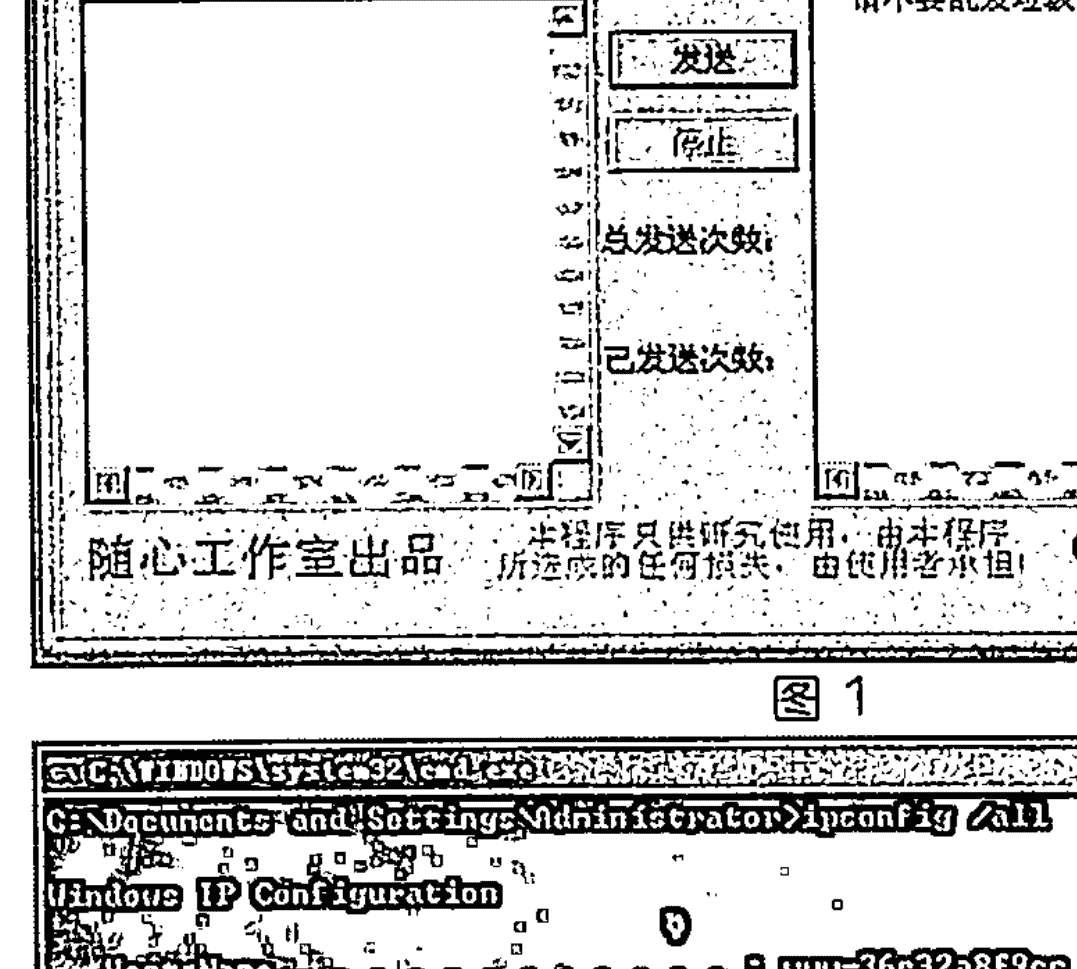 发送
停止
总发送次数:
已发送次数:
随心工作室出品
本程序只供研究使用,由本程序
所造成的任何损失,由使用者承担!
图 1
C:\WINDOWS\system32\cmd.exe
C:\Documents and Settings\Administrator>ipconfig /all
Windows IP Configuration